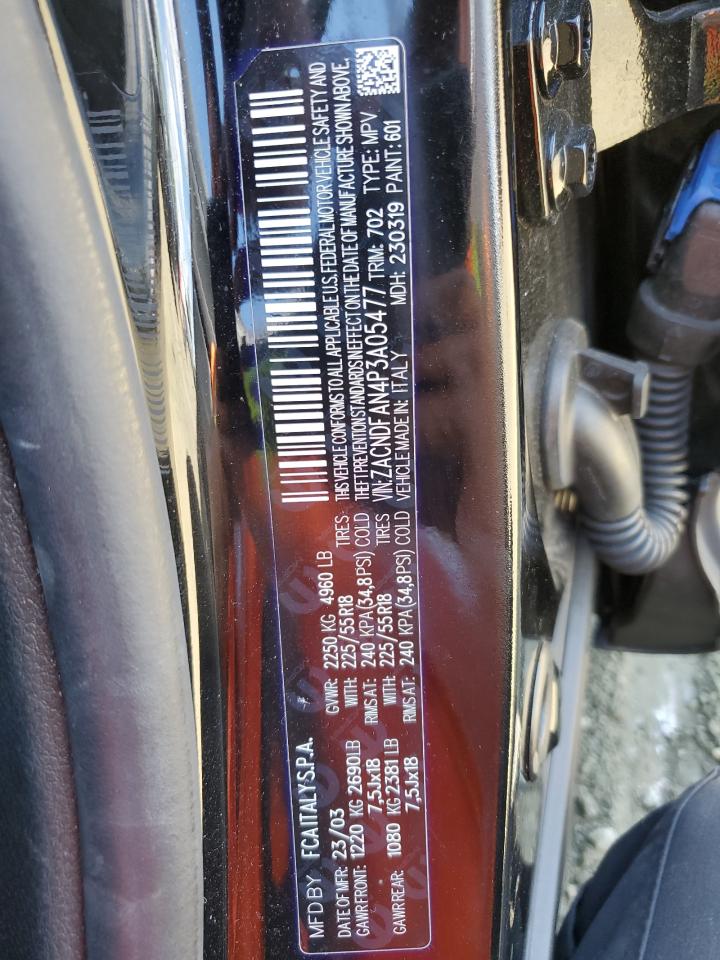 MFD BY FCA ITALY S.P.A.
DATE OF MFR: 23/03 GVWR: 2250 KG 4960 LB
GAWR FRONT: 1220 KG 2690LB WITH: 225/55R18 TIRES
7,5Jx18 RIMS AT: 240 KPA(34,8PSI) COLD
GAWR REAR: 1080 KG 2381 LB WITH: 225/55R18 TIRES
7,5Jx18 RIMS AT: 240 KPA(34,8PSI) COLD
THIS VEHICLE CONFORMS TO ALL APPLICABLE U.S. FEDERAL MOTOR VEHICLE SAFETY AND
THEFT PREVENTION STANDARDS IN EFFECT ON THE DATE OF MANUFACTURE SHOWN ABOVE.
VIN: ZACNDFAN4P3A05477 TRIM: 702 TYPE: MPV
VEHICLE MADE IN: ITALY MDH: 230319 PAINT: 601